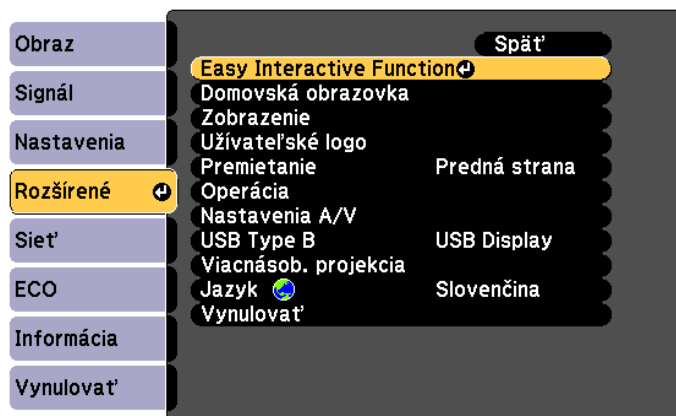 Obraz
Signál
Nastavenia
Rozšírené
Sieť
ECO
Informácia
Vynulovať
Späť
Easy Interactive Function
Domovská obrazovka
Zobrazenie
Užívateľské logo
Premietanie Predná strana
Operácia
Nastavenia A/V
USB Type B USB Display
Viacnásob. projekcia
Jazyk Slovenčina
Vynulovať